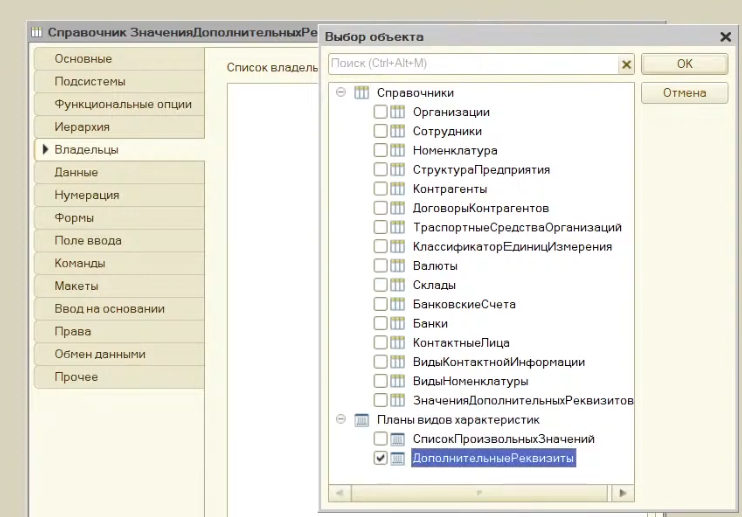 Справочник ЗначенияДополнительныхРе
Основные
Подсистемы
Функциональные опции
Иерархия
Владельцы
Данные
Нумерация
Формы
Поле ввода
Команды
Макеты
Ввод на основании
Права
Обмен данными
Прочее
Список владель
Выбор объекта
Поиск (Ctrl+Alt+M)
OK
Отмена
Справочники
Организации
Сотрудники
Номенклатура
СтруктураПредприятия
Контрагенты
ДоговорыКонтрагентов
ТраспортныеСредстваОрганизаций
КлассификаторЕдиницИзмерения
Валюты
Склады
БанковскиеСчета
Банки
КонтактныеЛица
ВидыКонтактнойИнформации
ВидыНоменклатуры
ЗначенияДополнительныхРеквизитов
Планы видов характеристик
СписокПроизвольныхЗначений
ДополнительныеРеквизиты